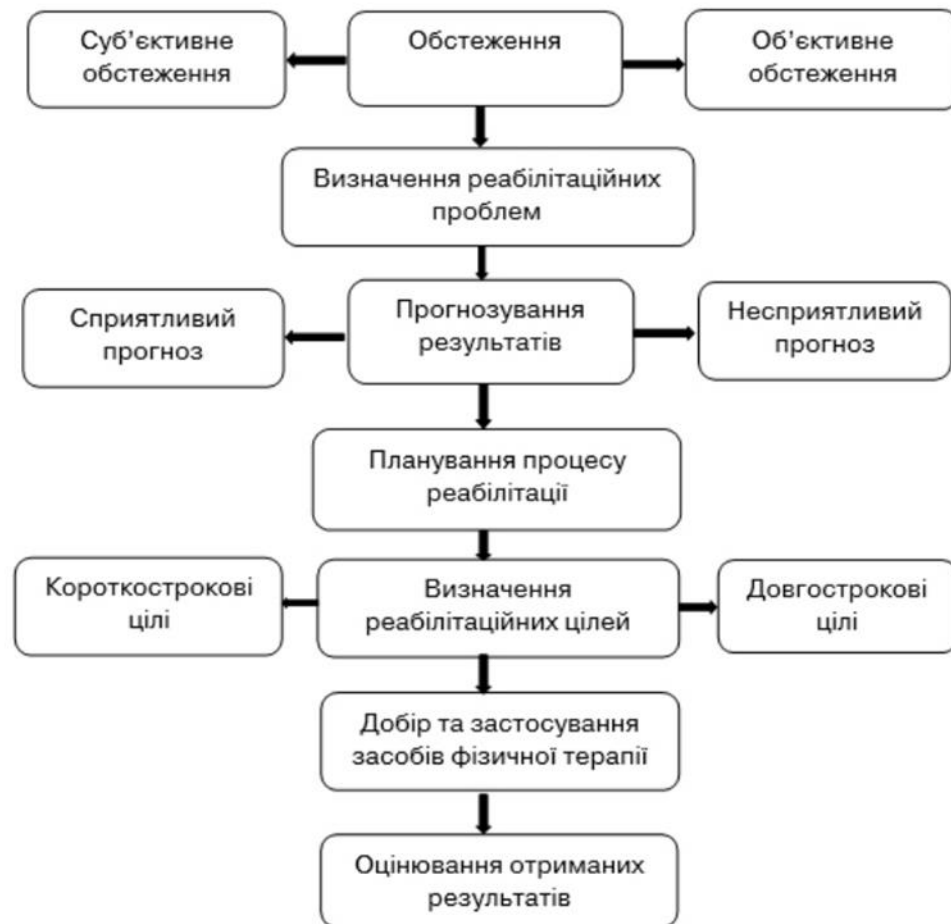 Суб’єктивне
обстеження
Обстеження
Об’єктивне
обстеження
Визначення реабілітаційних
проблем
Сприятливий
прогноз
Прогнозування
результатів
Несприятливий
прогноз
Планування процесу
реабілітації
Короткострокові
цілі
Визначення
реабілітаційних цілей
Довгострокові
цілі
Добір та застосування
засобів фізичної терапії
Оцінювання отриманих
результатів